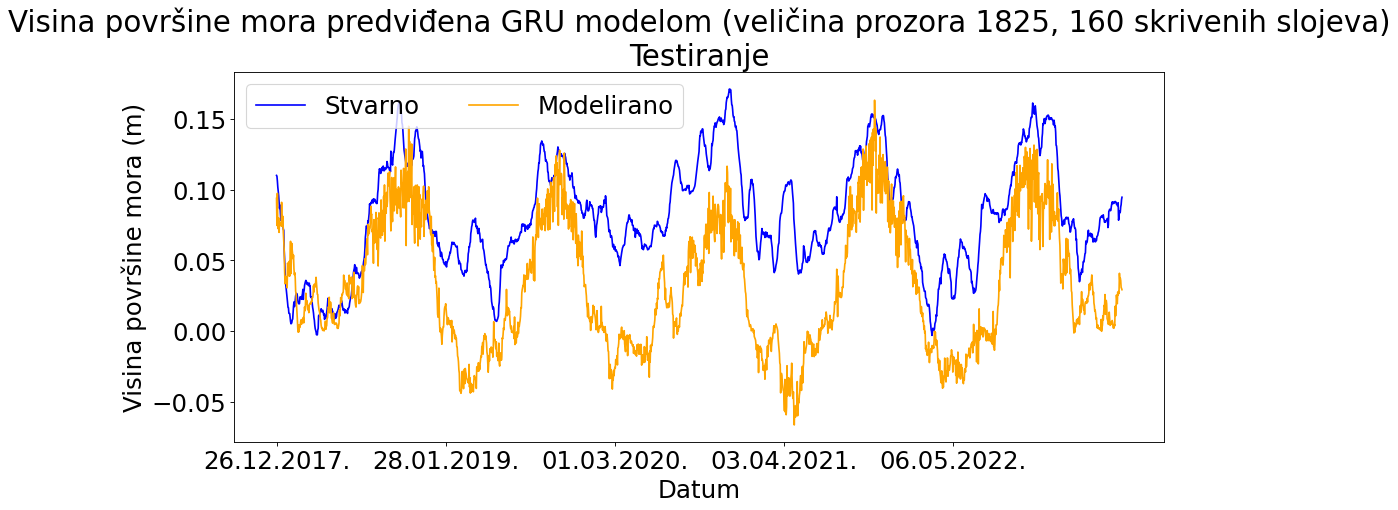 Visina površine mora predviđena GRU modelom (veličina prozora 1825, 160 skrivenih slojeva)
Testiranje
Stvarno
Modelirano
Visina površine mora (m)
0.15
0.10
0.05
0.00
−0.05
26.12.2017.
28.01.2019.
01.03.2020.
03.04.2021.
06.05.2022.
Datum